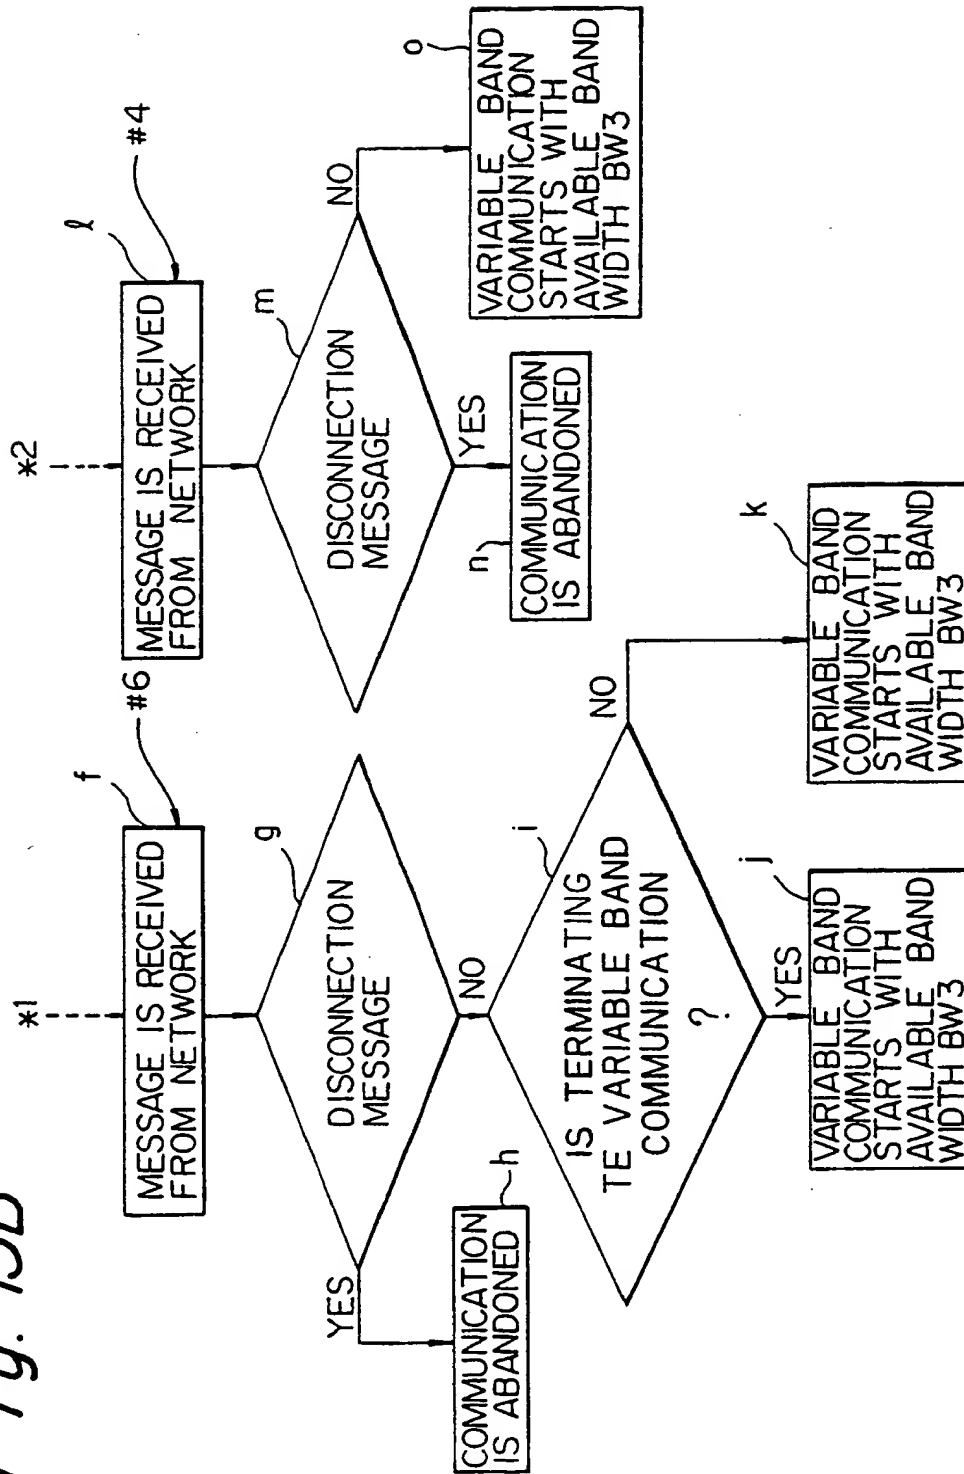 Fig. 15B
*1
MESSAGE IS RECEIVED
FROM NETWORK
f
#6
g
DISCONNECTION
MESSAGE
YES
NO
COMMUNICATION
IS ABANDONED
h
i
IS TERMINATING
TE VARIABLE BAND
COMMUNICATION
?
YES
NO
j
VARIABLE BAND
COMMUNICATION
STARTS WITH
AVAILABLE BAND
WIDTH BW3
k
VARIABLE BAND
COMMUNICATION
STARTS WITH
AVAILABLE BAND
WIDTH BW3
*2
MESSAGE IS RECEIVED
FROM NETWORK
ℓ
#4
m
DISCONNECTION
MESSAGE
YES
NO
n
COMMUNICATION
IS ABANDONED
o
VARIABLE BAND
COMMUNICATION
STARTS WITH
AVAILABLE BAND
WIDTH BW3